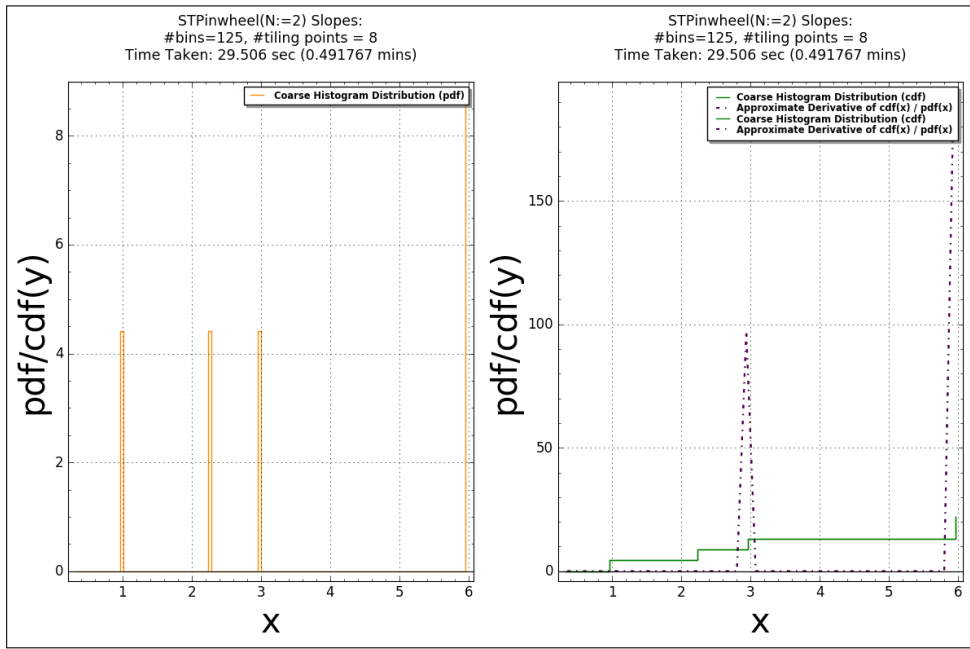 STPinwheel(N:=2) Slopes:
#bins=125, #tiling points = 8
Time Taken: 29.506 sec (0.491767 mins)
Coarse Histogram Distribution (pdf)
pdf/cdf(y)
8
6
4
2
0
1 2 3 4 5 6
x
STPinwheel(N:=2) Slopes:
#bins=125, #tiling points = 8
Time Taken: 29.506 sec (0.491767 mins)
Coarse Histogram Distribution (cdf)
Approximate Derivative of cdf(x) / pdf(x)
Coarse Histogram Distribution (cdf)
Approximate Derivative of cdf(x) / pdf(x)
pdf/cdf(y)
150
100
50
0
1 2 3 4 5 6
x